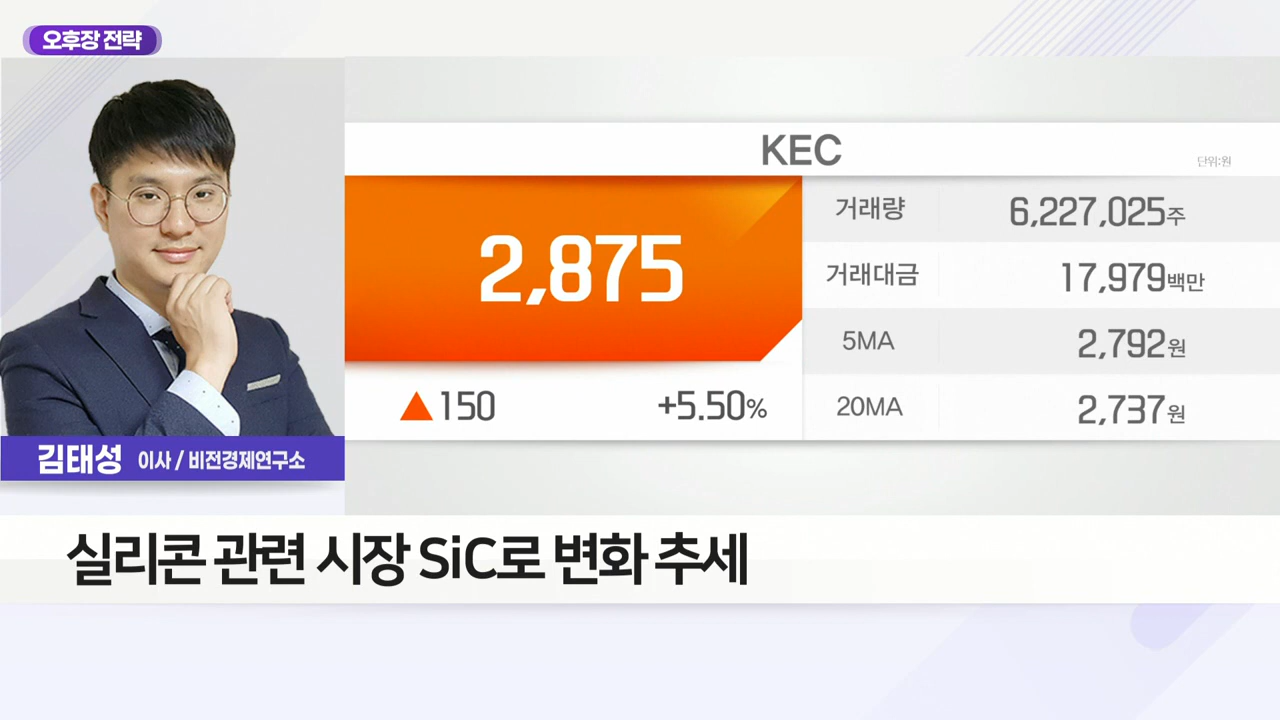 오후장 전략
KEC
단위:원
2,875
▲150 +5.50%
거래량 6,227,025주
거래대금 17,979백만
5MA 2,792원
20MA 2,737원
김태성 이사 / 비전경제연구소
실리콘 관련 시장 SiC로 변화 추세